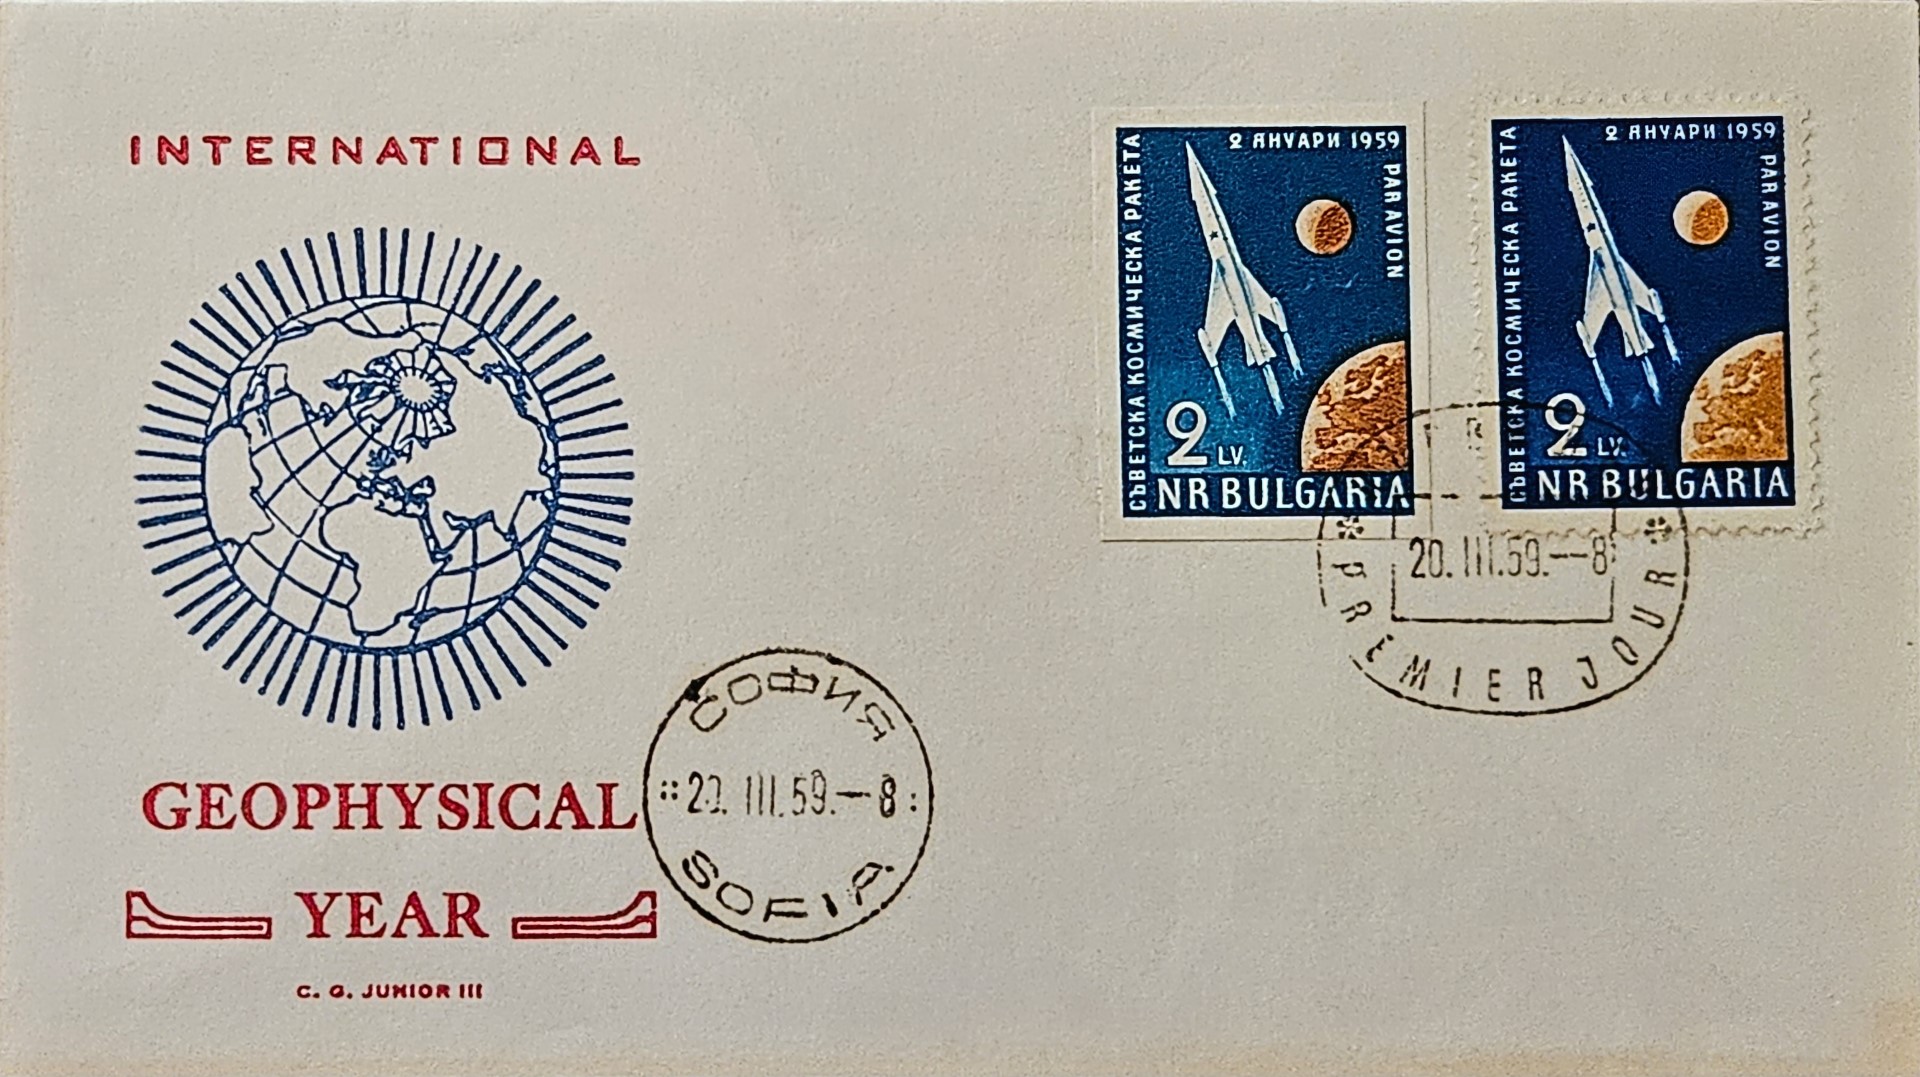 INTERNATIONAL
GEOPHYSICAL
YEAR
C. G. JUNIOR III
СОФИЯ
20. III. 59. — 8
SOFIA
2 ЯНУАРИ 1959
PAR AVION
СЪВЕТСКА КОСМИЧЕСКА РАКЕТА
2 LV.
NR BULGARIA
2 ЯНУАРИ 1959
PAR AVION
СЪВЕТСКА КОСМИЧЕСКА РАКЕТА
2 LV.
NR BULGARIA
20. III. 59. — 8
PREMIER JOUR